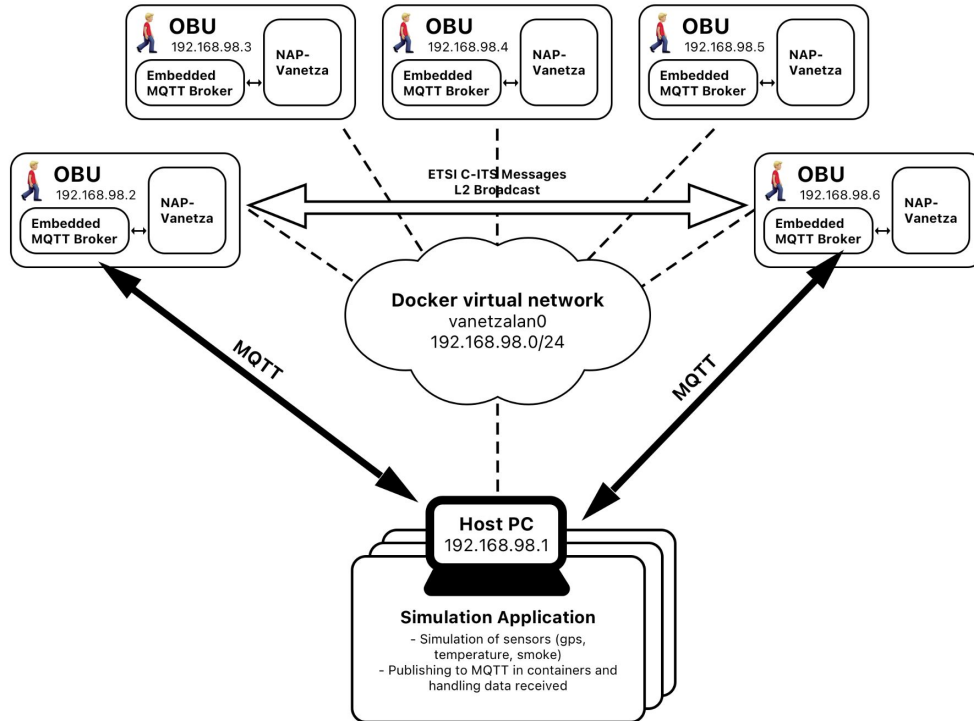 OBU
192.168.98.3
NAP-
Vanetza
Embedded
MQTT Broker
OBU
192.168.98.4
NAP-
Vanetza
Embedded
MQTT Broker
OBU
192.168.98.5
NAP-
Vanetza
Embedded
MQTT Broker
OBU
192.168.98.2
NAP-
Vanetza
Embedded
MQTT Broker
ETSI C-ITS Messages
L2 Broadcast
OBU
192.168.98.6
NAP-
Vanetza
Embedded
MQTT Broker
Docker virtual network
vanetzalan0
192.168.98.0/24
MQTT
MQTT
Host PC
192.168.98.1
Simulation Application
- Simulation of sensors (gps,
temperature, smoke)
- Publishing to MQTT in containers and
handling data received